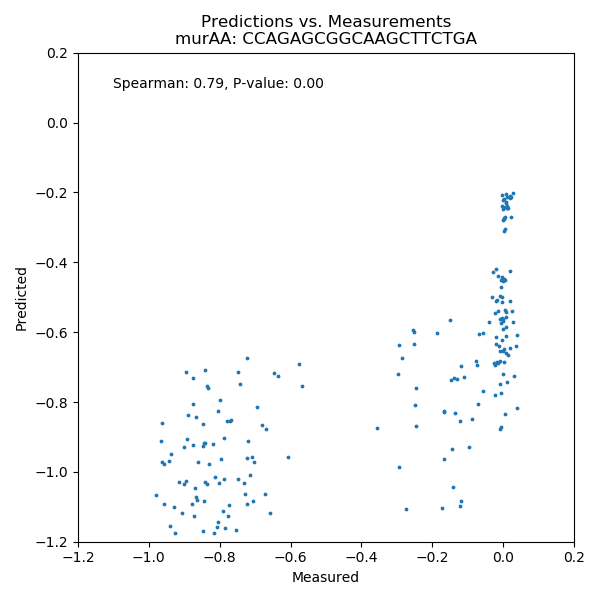 Predictions vs. Measurements
murAA: CCAGAGCGGCAAGCTTCTGA
Spearman: 0.79, P-value: 0.00
0.2
0.0
−0.2
−0.4
−0.6
−0.8
−1.0
−1.2
Predicted
−1.2 −1.0 −0.8 −0.6 −0.4 −0.2 0.0 0.2
Measured